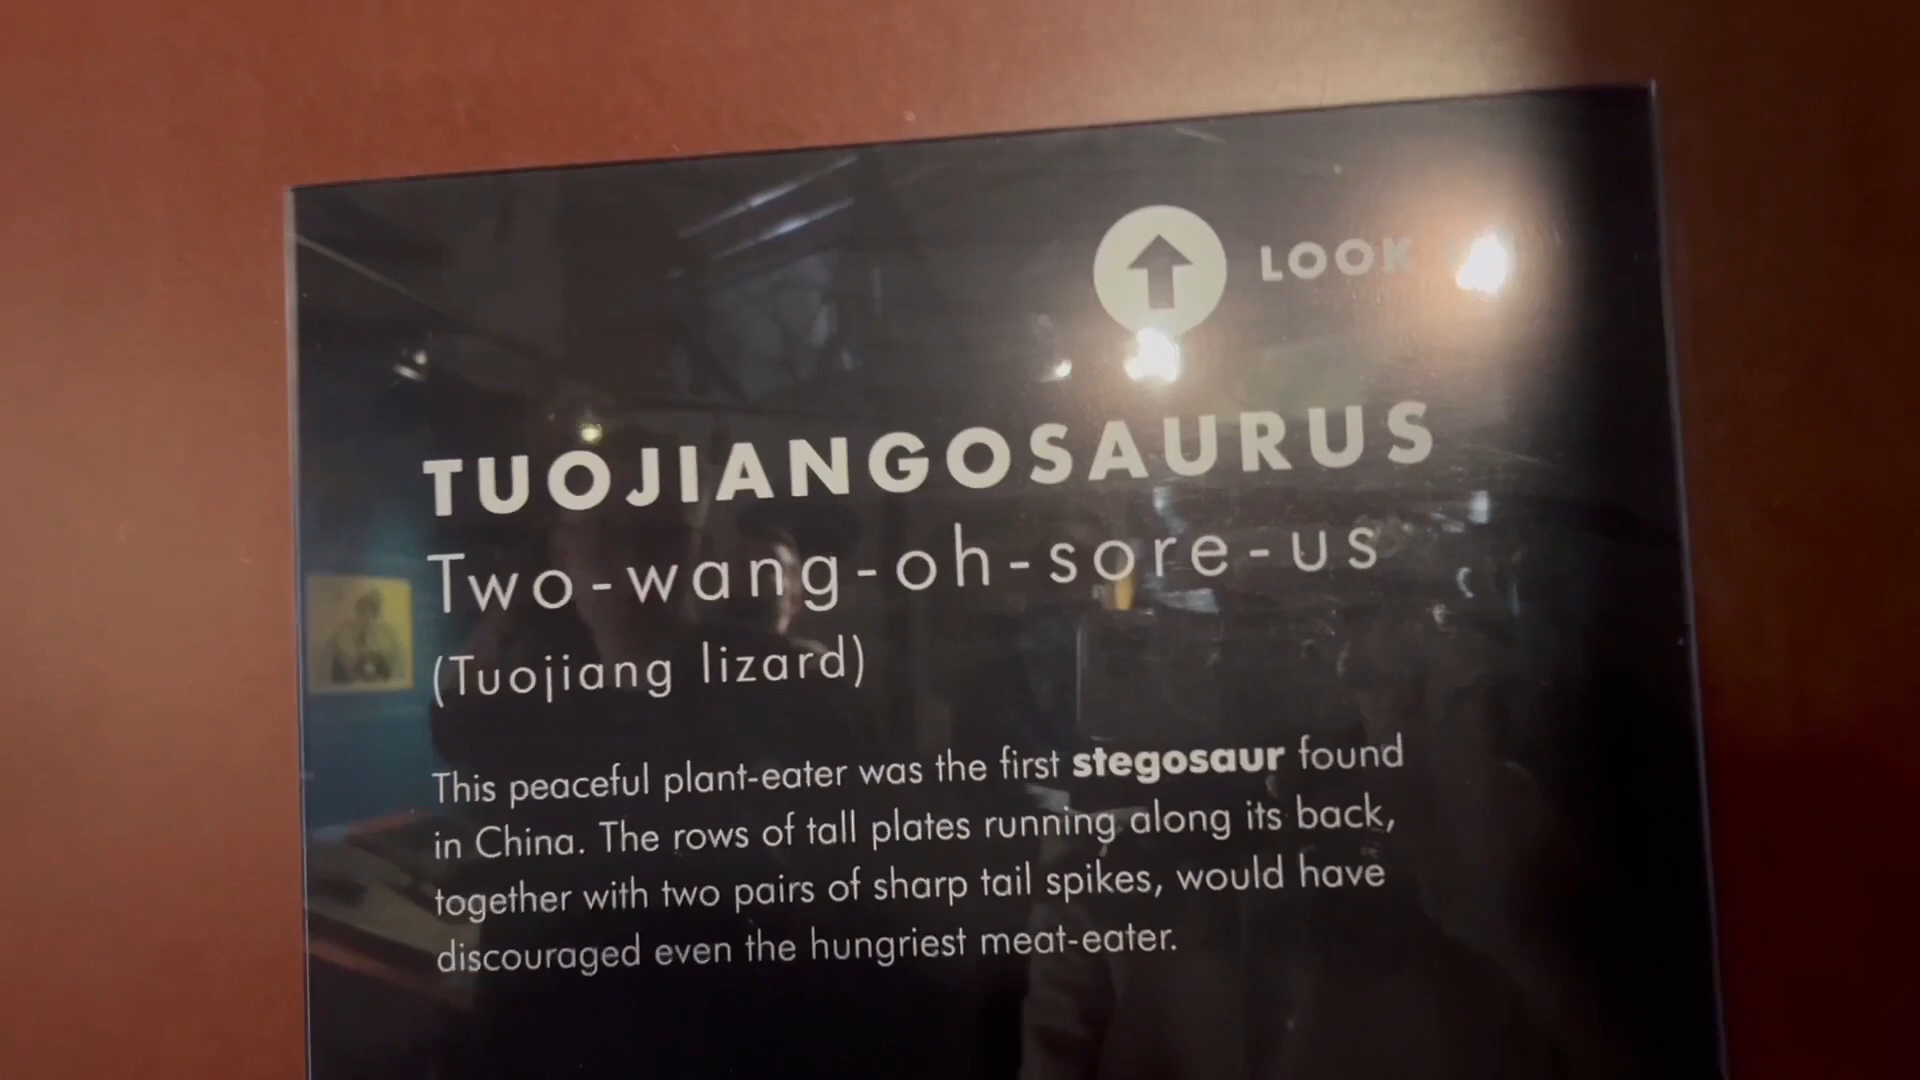 LOOK
TUOJIANGOSAURUS
Two-wang-oh-sore-us
(Tuojiang lizard)
This peaceful plant-eater was the first stegosaur found
in China. The rows of tall plates running along its back,
together with two pairs of sharp tail spikes, would have
discouraged even the hungriest meat-eater.